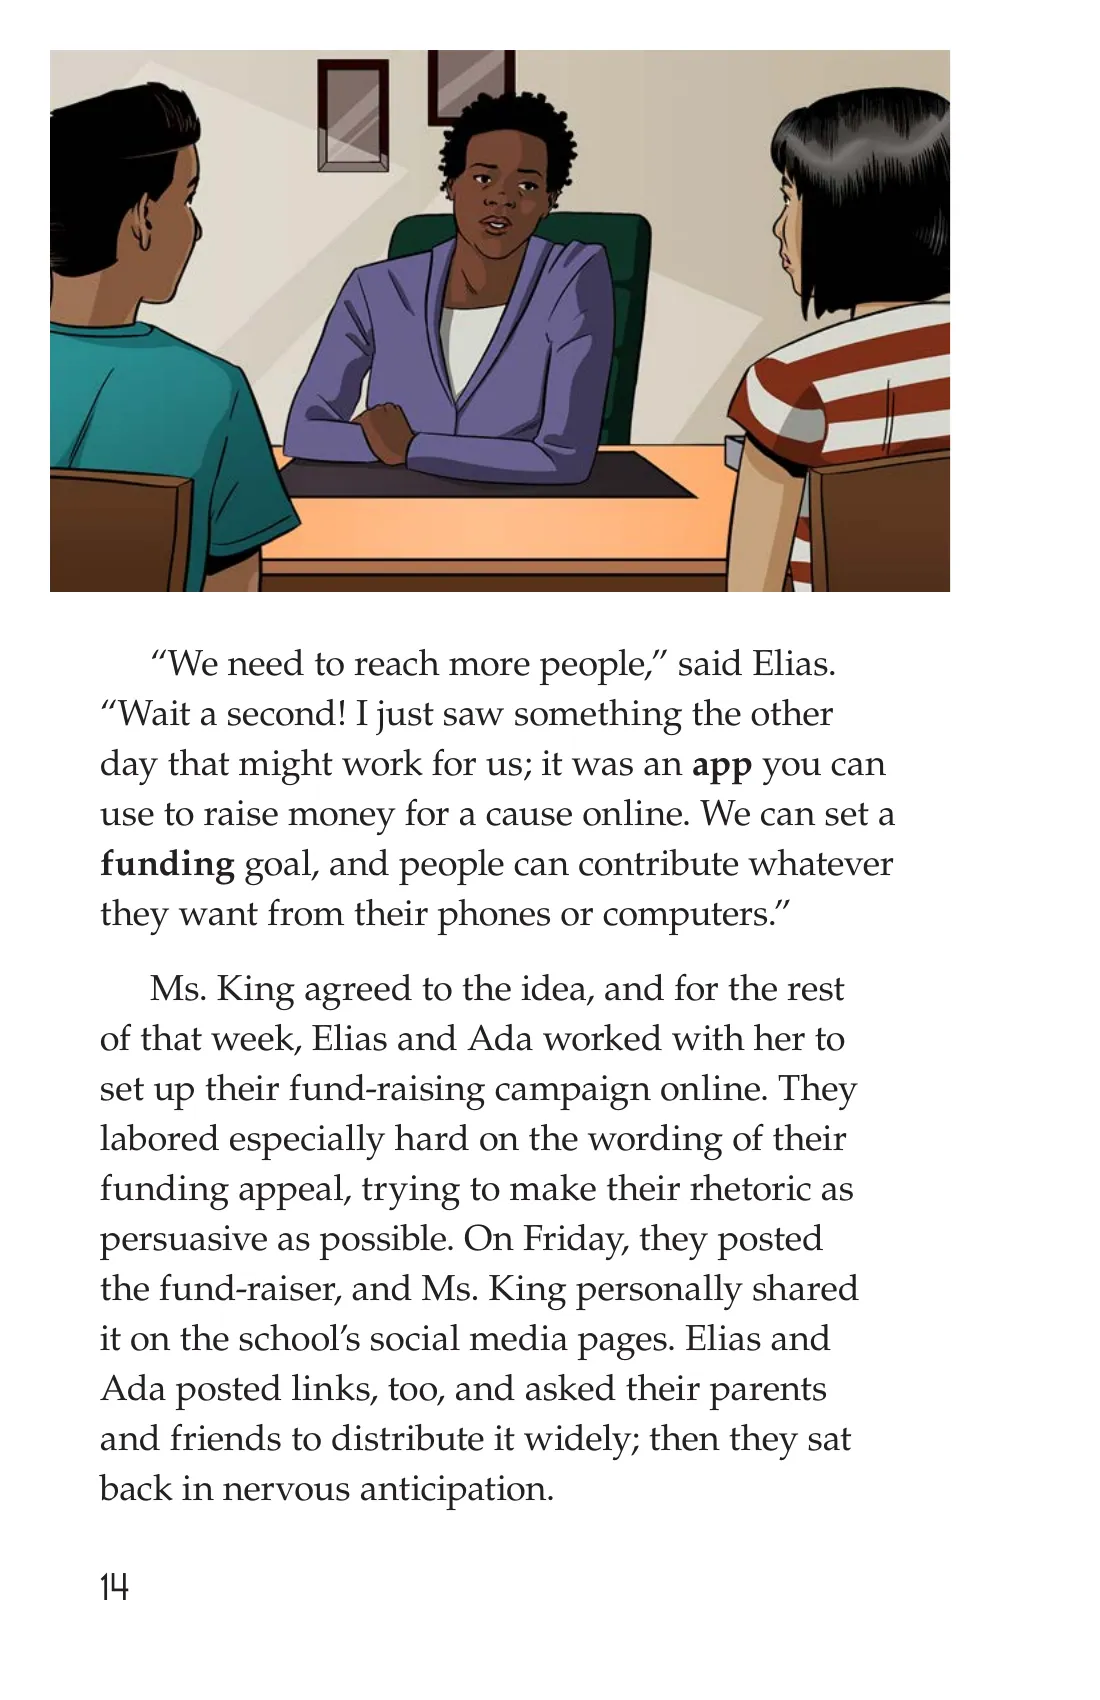 “We need to reach more people,” said Elias.
“Wait a second! I just saw something the other
day that might work for us; it was an app you can
use to raise money for a cause online. We can set a
funding goal, and people can contribute whatever
they want from their phones or computers.”
Ms. King agreed to the idea, and for the rest
of that week, Elias and Ada worked with her to
set up their fund-raising campaign online. They
labored especially hard on the wording of their
funding appeal, trying to make their rhetoric as
persuasive as possible. On Friday, they posted
the fund-raiser, and Ms. King personally shared
it on the school’s social media pages. Elias and
Ada posted links, too, and asked their parents
and friends to distribute it widely; then they sat
back in nervous anticipation.
14